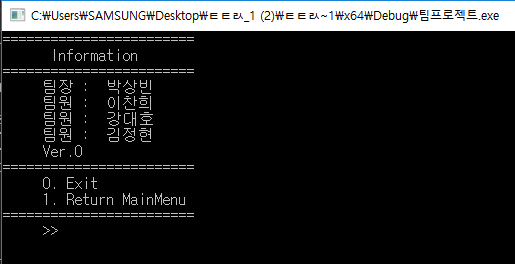 C:₩Users₩SAMSUNG₩Desktop₩ㅌㅌㄽ_1 (2)₩ㅌㅌㄽ~1₩x64₩Debug₩팀프로젝트.exe
========================
Information
========================
팀장 : 박상빈
팀원 : 이찬희
팀원 : 강대호
팀원 : 김정현
Ver.0
========================
0. Exit
1. Return MainMenu
========================
>>